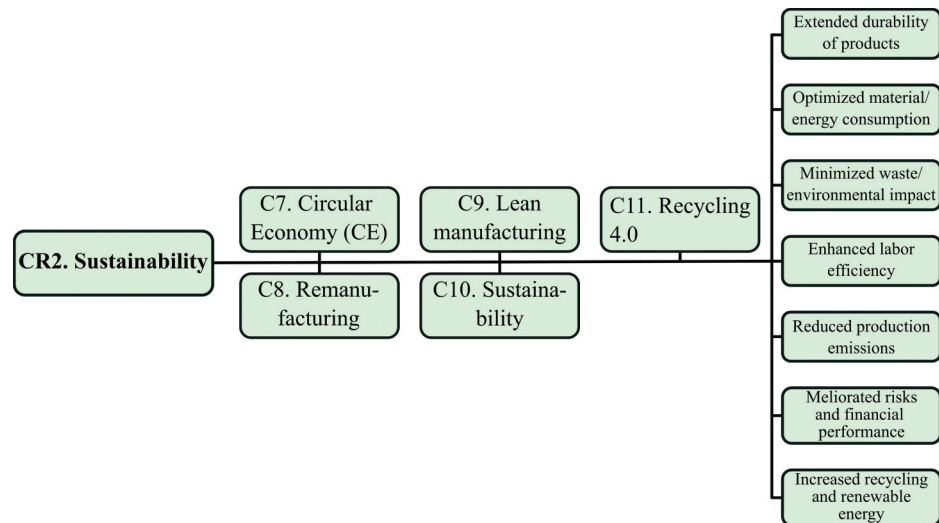 CR2. Sustainability
C7. Circular
Economy (CE)
C8. Remanu-
facturing
C9. Lean
manufacturing
C10. Sustaina-
bility
C11. Recycling
4.0
Extended durability
of products
Optimized material/
energy consumption
Minimized waste/
environmental impact
Enhanced labor
efficiency
Reduced production
emissions
Meliorated risks
and financial
performance
Increased recycling
and renewable
energy